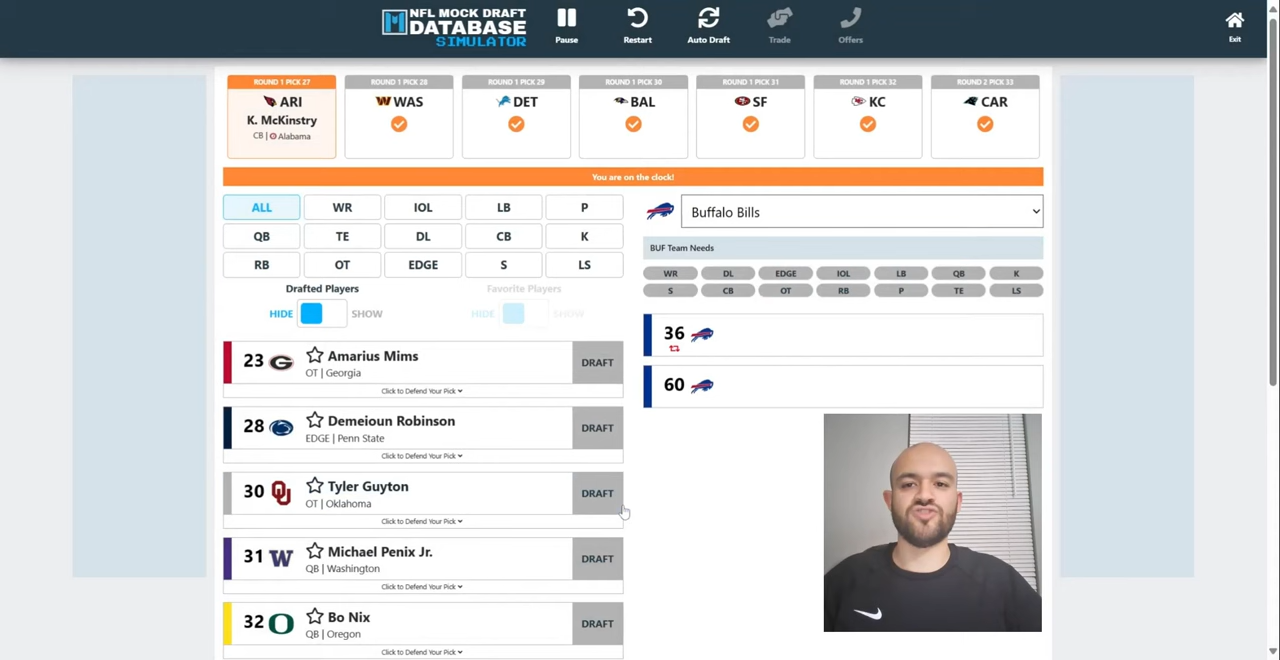 NFL MOCK DRAFT
DATABASE
SIMULATOR
Pause
Restart
Auto Draft
Trade
Offers
Exit
ROUND 1 PICK 27
ARI
K. McKinstry
CB | Alabama
ROUND 1 PICK 28
WAS
ROUND 1 PICK 29
DET
ROUND 1 PICK 30
BAL
ROUND 1 PICK 31
SF
ROUND 1 PICK 32
KC
ROUND 2 PICK 33
CAR
You are on the clock!
ALL WR IOL LB P
QB TE DL CB K
RB OT EDGE S LS
Drafted Players
HIDE SHOW
Favorite Players
HIDE SHOW
23 G Amarius Mims
OT | Georgia
DRAFT
Click to Defend Your Pick
28 Demeioun Robinson
EDGE | Penn State
DRAFT
Click to Defend Your Pick
30 OU Tyler Guyton
OT | Oklahoma
DRAFT
Click to Defend Your Pick
31 W Michael Penix Jr.
QB | Washington
DRAFT
Click to Defend Your Pick
32 O Bo Nix
QB | Oregon
DRAFT
Click to Defend Your Pick
Buffalo Bills
BUF Team Needs
WR DL EDGE IOL LB QB K
S CB OT RB P TE LS
36
60